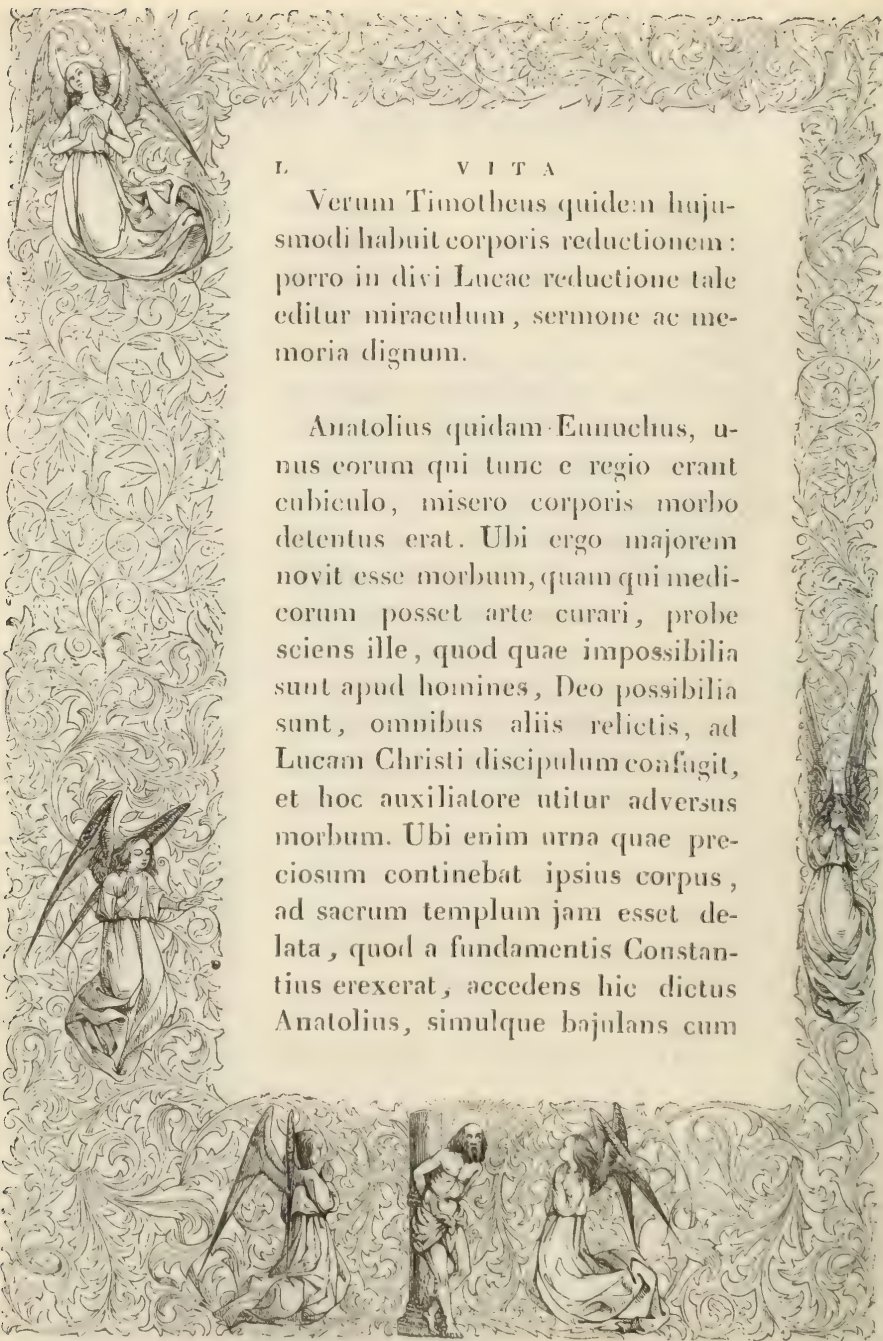 L VITA
Verum Timotheus quidem huju-
smodi habuit corporis reductionem :
porro in divi Lucae reductione tale
editur miraculum, sermone ac me-
moria dignum.
Anatolius quidam Eunuchus, u-
nus eorum qui tunc e regio erant
cubiculo, misero corporis morbo
detentus erat. Ubi ergo majorem
novit esse morbum, quam qui medi-
corum posset arte curari, probe
sciens ille, quod quae impossibilia
sunt apud homines, Deo possibilia
sunt, omnibus aliis relictis, ad
Lucam Christi discipulum confugit,
et hoc auxiliatore utitur adversus
morbum. Ubi enim urna quae pre-
ciosum continebat ipsius corpus,
ad sacrum templum jam esset de-
lata, quod a fundamentis Constan-
tius erexerat, accedens hic dictus
Anatolius, simulque bajulans cum